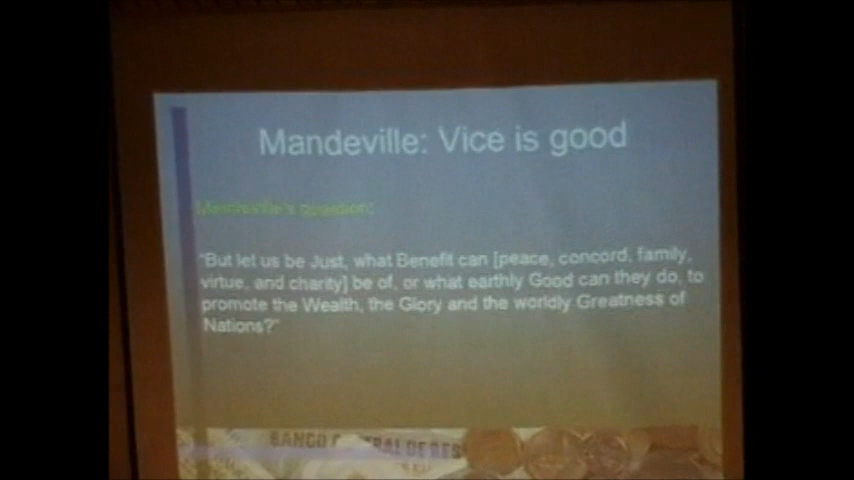 Mandeville: Vice is good
Mandeville's question:
"But let us be Just, what Benefit can [peace, concord, family,
virtue, and charity] be of, or what earthly Good can they do, to
promote the Wealth, the Glory and the worldly Greatness of
Nations?"
BANCO
RAL DE RES